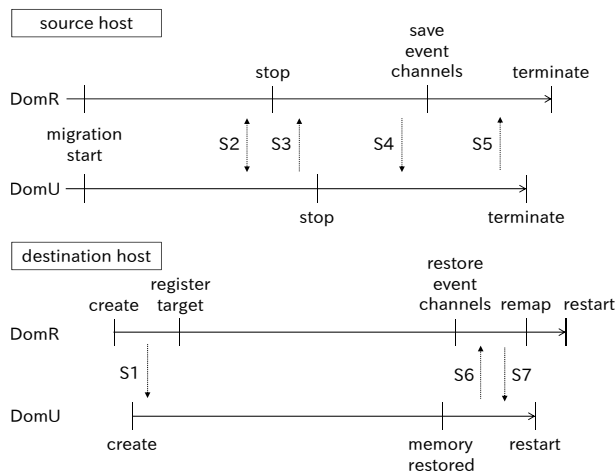 source host
save
event
channels
stop
terminate
DomR
migration
start
S2
S3
S4
S5
DomU
stop
terminate
destination host
restore
event
channels
register
target
create
remap
restart
DomR
S1
S6
S7
DomU
create
memory
restored
restart